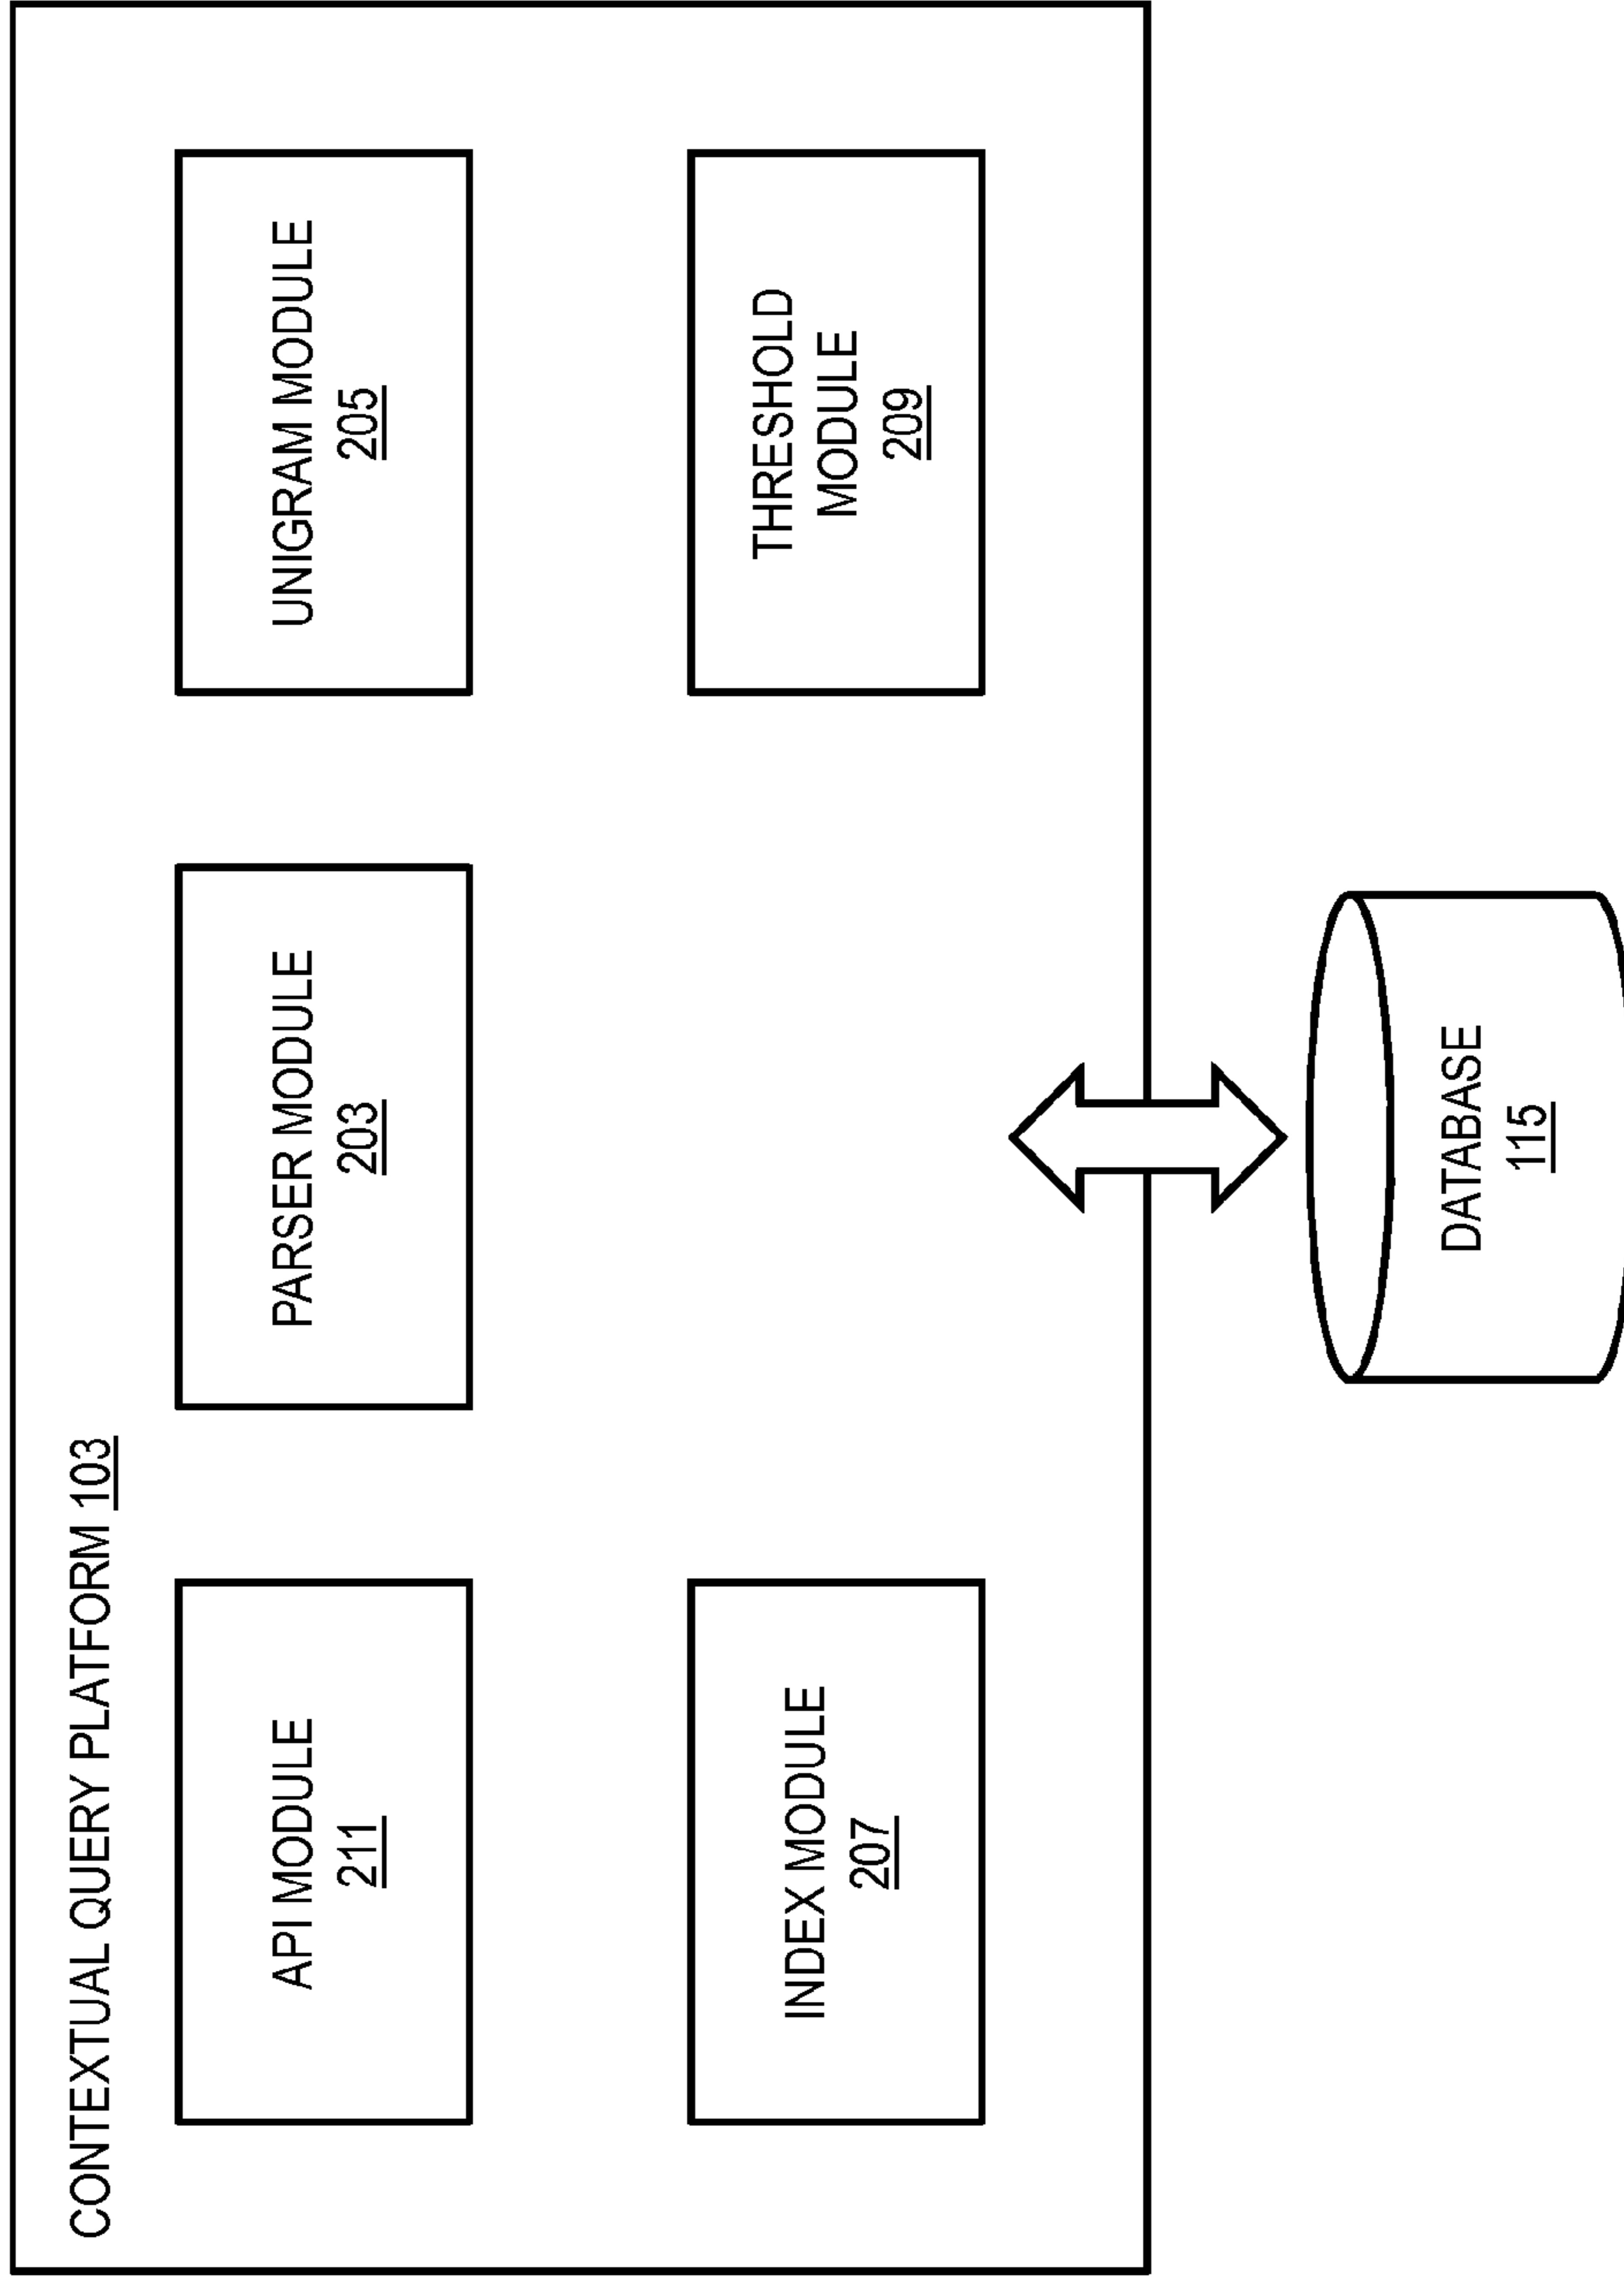 CONTEXTUAL QUERY PLATFORM 103
API MODULE
211
PARSER MODULE
203
UNIGRAM MODULE
205
INDEX MODULE
207
THRESHOLD
MODULE
209
DATABASE
115